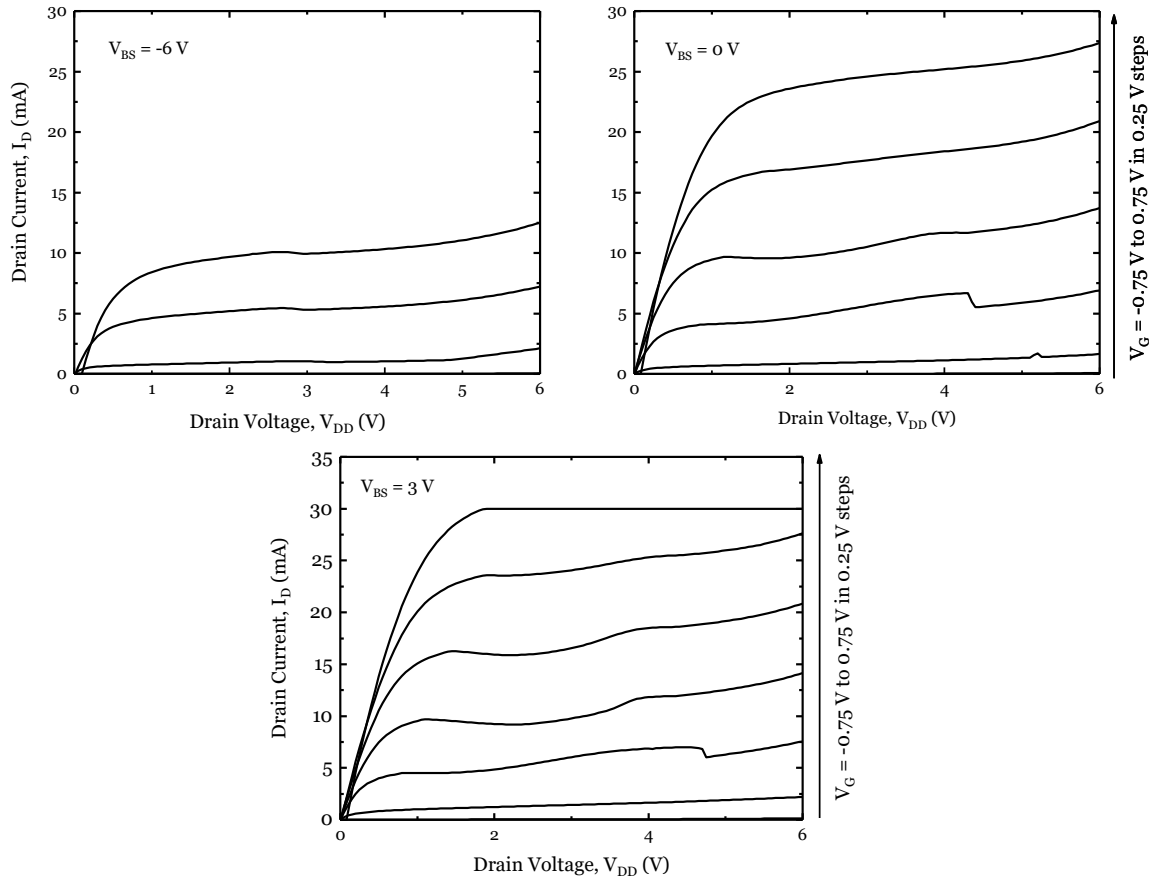 V_BS = -6 V
30
25
20
15
10
5
0
Drain Current, I_D (mA)
0 1 2 3 4 5 6
Drain Voltage, V_DD (V)
V_BS = 0 V
30
25
20
15
10
5
0
0 1 2 3 4 5 6
Drain Voltage, V_DD (V)
V_G = -0.75 V to 0.75 V in 0.25 V steps
V_BS = 3 V
35
30
25
20
15
10
5
0
Drain Current, I_D (mA)
0 2 4 6
Drain Voltage, V_DD (V)
V_G = -0.75 V to 0.75 V in 0.25 V steps